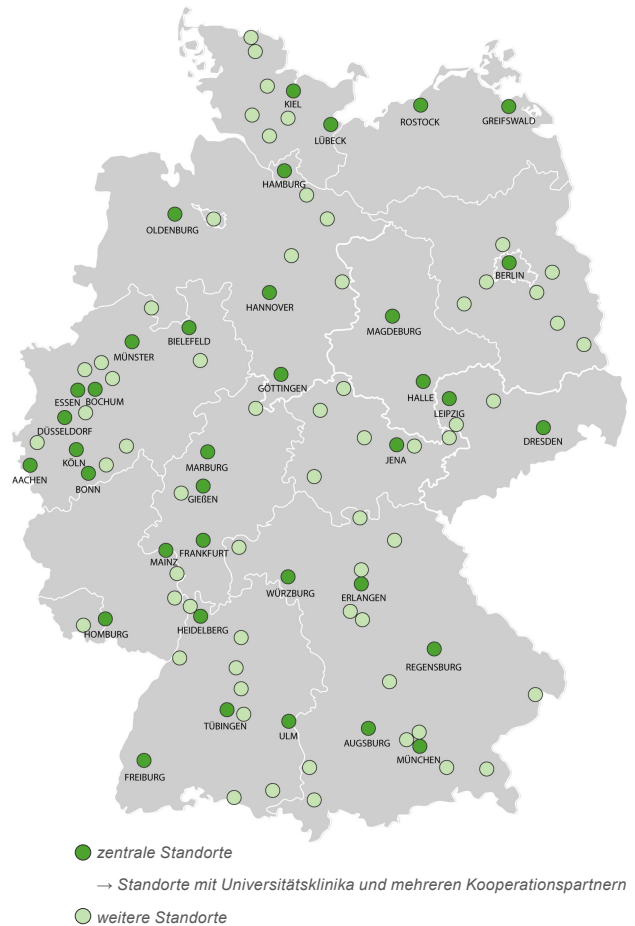 KIEL
ROSTOCK
GREIFSWALD
LÜBECK
HAMBURG
OLDENBURG
BERLIN
HANNOVER
MAGDEBURG
BIELEFELD
MÜNSTER
GÖTTINGEN
HALLE
ESSEN BOCHUM
LEIPZIG
DÜSSELDORF
DRESDEN
KÖLN
MARBURG
JENA
AACHEN
BONN
GIEßEN
FRANKFURT
MAINZ
WÜRZBURG
ERLANGEN
HOMBURG
HEIDELBERG
REGENSBURG
TÜBINGEN
ULM
AUGSBURG
MÜNCHEN
FREIBURG
zentrale Standorte
→ Standorte mit Universitätsklinika und mehreren Kooperationspartnern
weitere Standorte